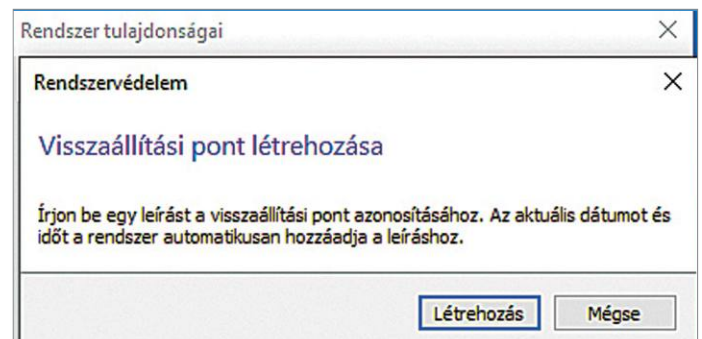 Rendszer tulajdonságai
Rendszervédelem
Visszaállítási pont létrehozása
Írjon be egy leírást a visszaállítási pont azonosításához. Az aktuális dátumot és
időt a rendszer automatikusan hozzáadja a leíráshoz.
Létrehozás Mégse